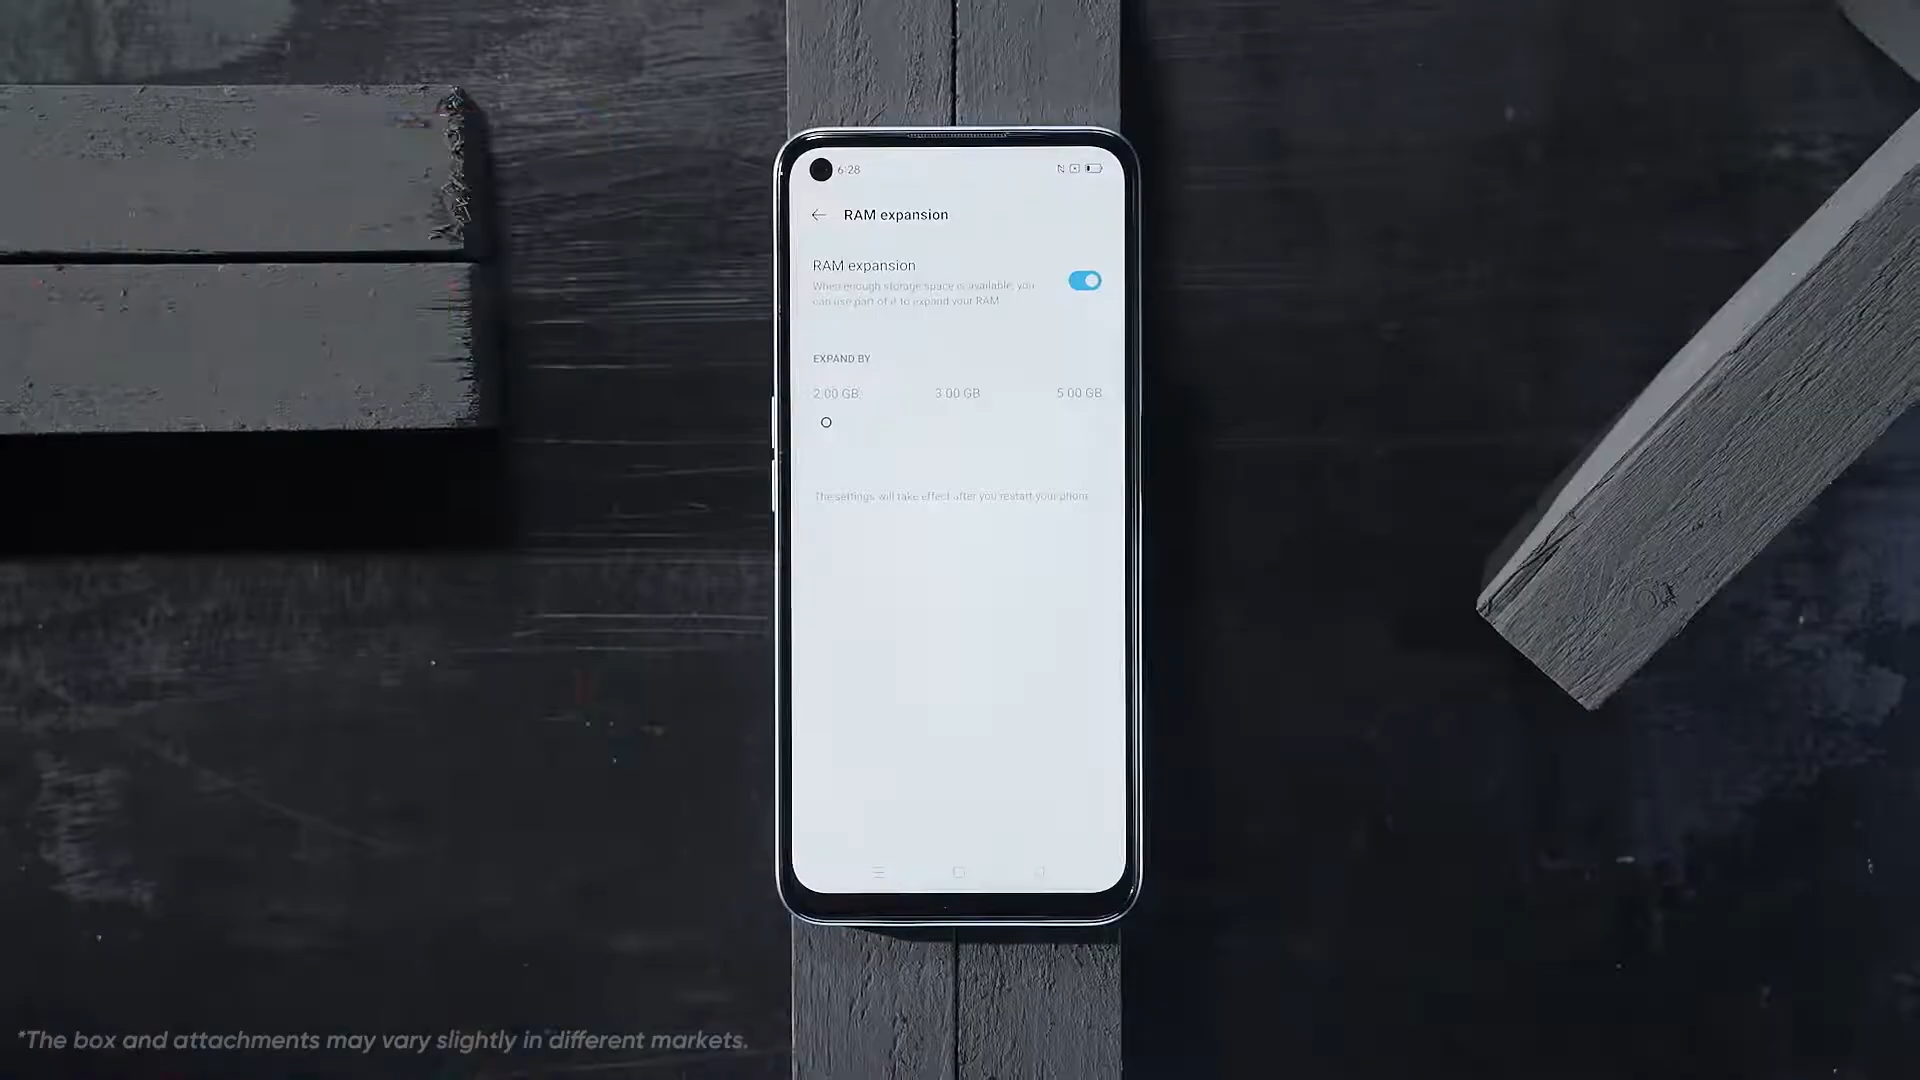 6:28
RAM expansion
RAM expansion
When enough storage space is available, you
can use part of it to expand your RAM.
EXPAND BY
2.00 GB
3.00 GB
5.00 GB
The settings will take effect after you restart your phone.
*The box and attachments may vary slightly in different markets.